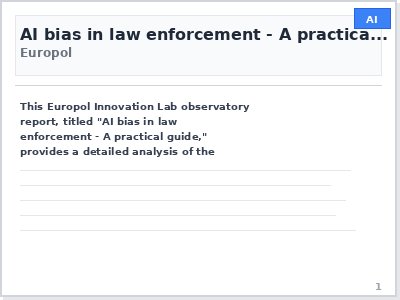 AI
AI bias in law enforcement - A practica...
Europol
This Europol Innovation Lab observatory
report, titled "AI bias in law
enforcement - A practical guide,"
provides a detailed analysis of the
1